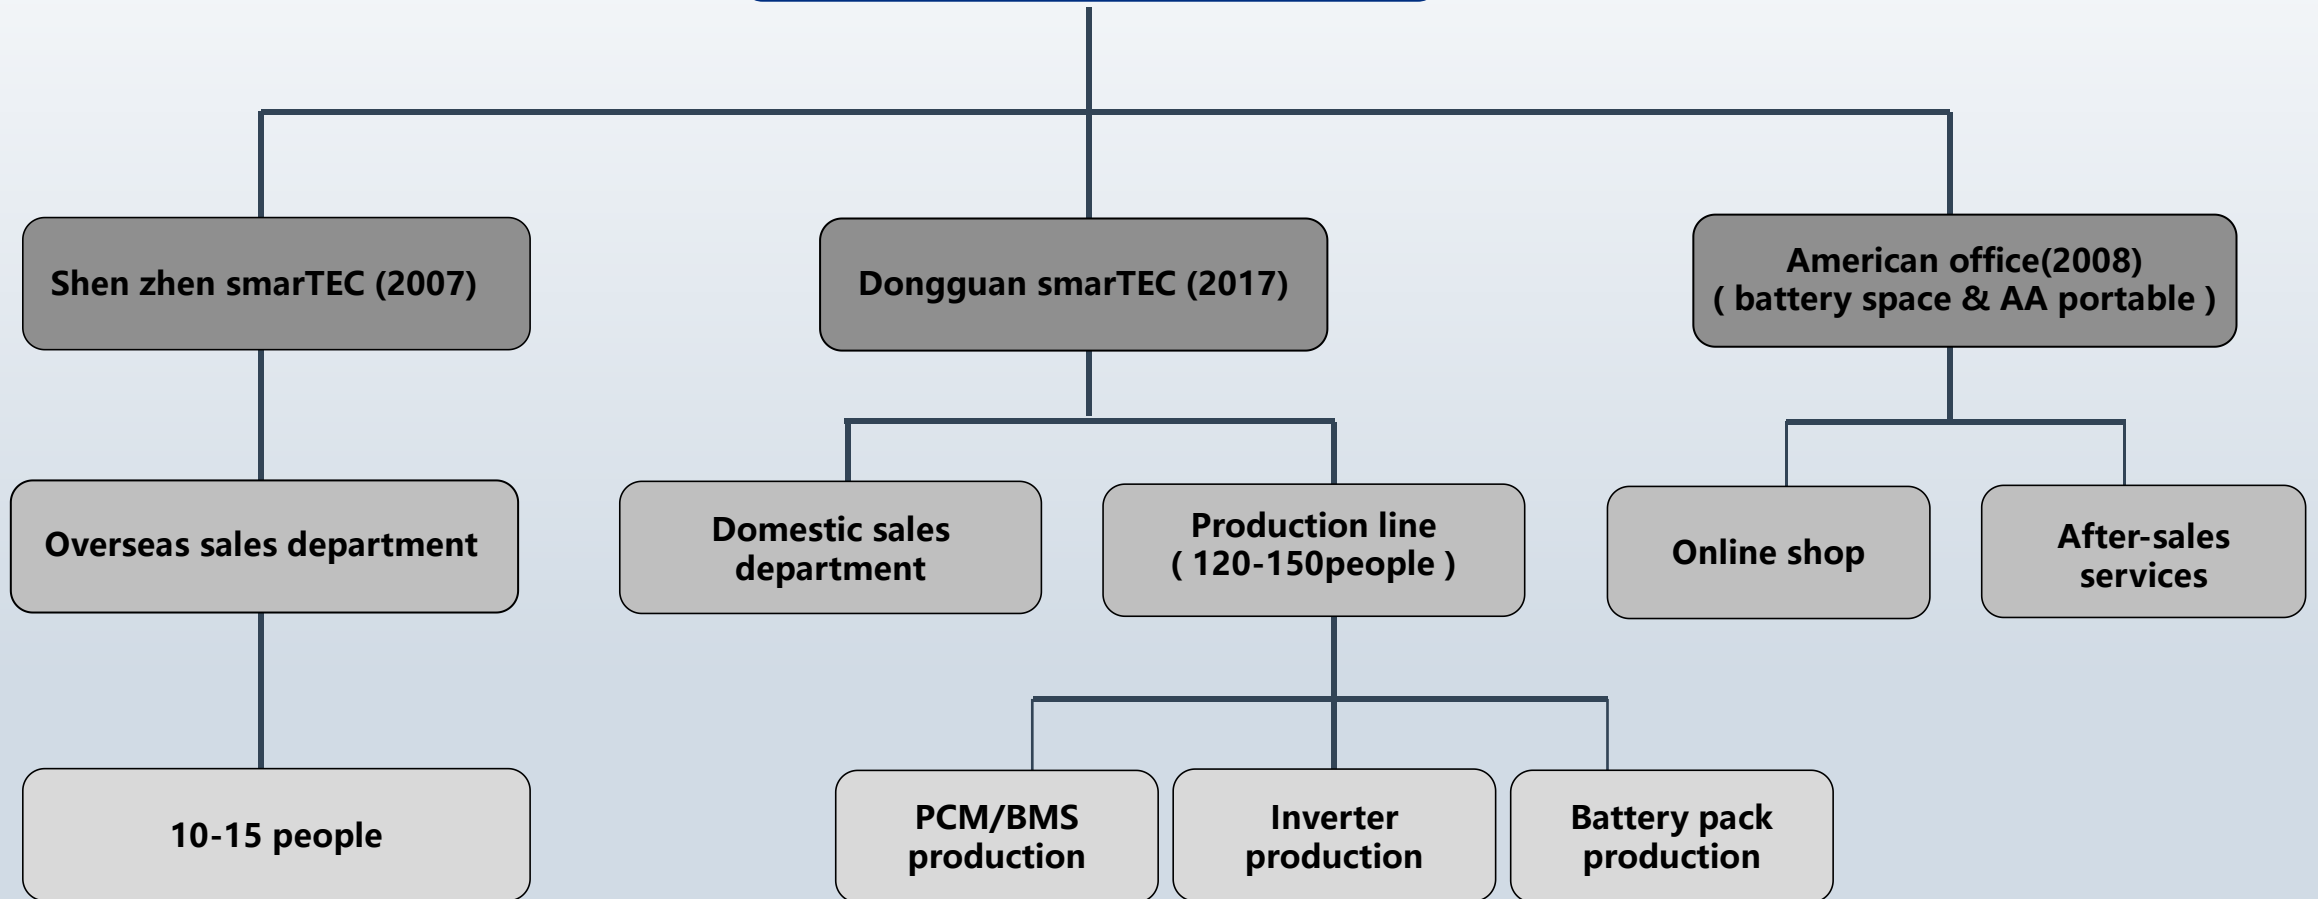 Shen zhen smarTEC (2007)
Dongguan smarTEC (2017)
American office(2008)
( battery space & AA portable )
Overseas sales department
Domestic sales
department
Production line
( 120-150people )
Online shop
After-sales
services
10-15 people
PCM/BMS
production
Inverter
production
Battery pack
production